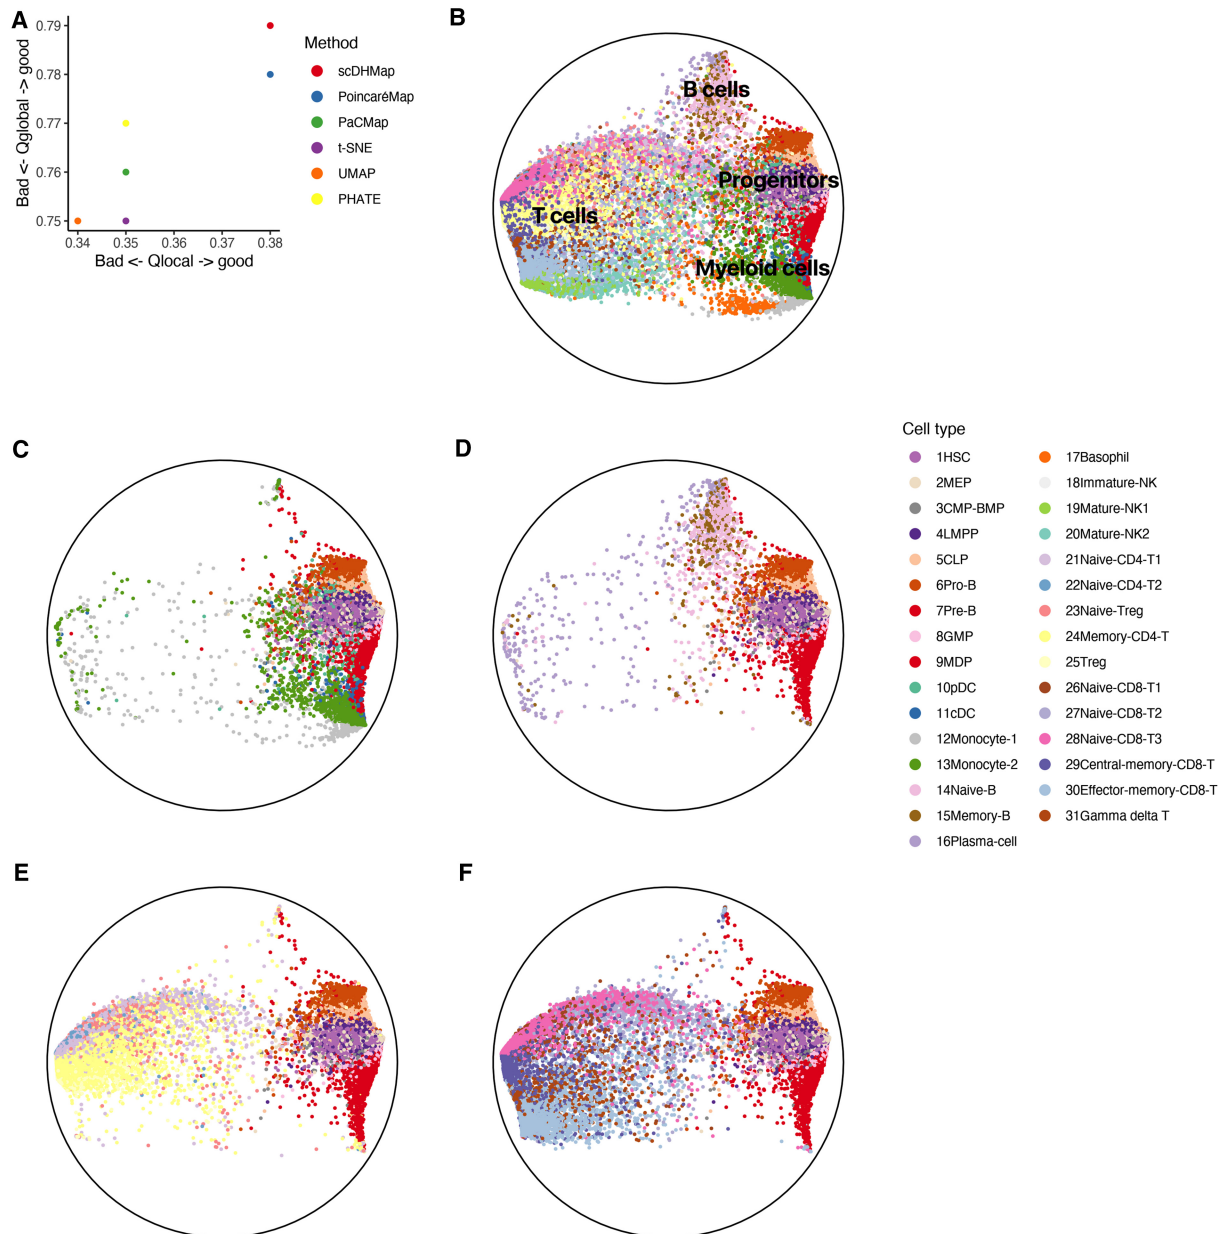 A
Bad <- Qglobal -> good
0.79
0.78
0.77
0.76
0.75
0.34 0.35 0.36 0.37 0.38
Bad <- Qlocal -> good
Method
scDHMap
PoincaréMap
PaCMap
t-SNE
UMAP
PHATE
B
B cells
Progenitors
T cells
Myeloid cells
C
D
Cell type
1HSC
2MEP
3CMP-BMP
4LMPP
5CLP
6Pro-B
7Pre-B
8GMP
9MDP
10pDC
11cDC
12Monocyte-1
13Monocyte-2
14Naive-B
15Memory-B
16Plasma-cell
17Basophil
18Immature-NK
19Mature-NK1
20Mature-NK2
21Naive-CD4-T1
22Naive-CD4-T2
23Naive-Treg
24Memory-CD4-T
25Treg
26Naive-CD8-T1
27Naive-CD8-T2
28Naive-CD8-T3
29Central-memory-CD8-T
30Effector-memory-CD8-T
31Gamma delta T
E
F